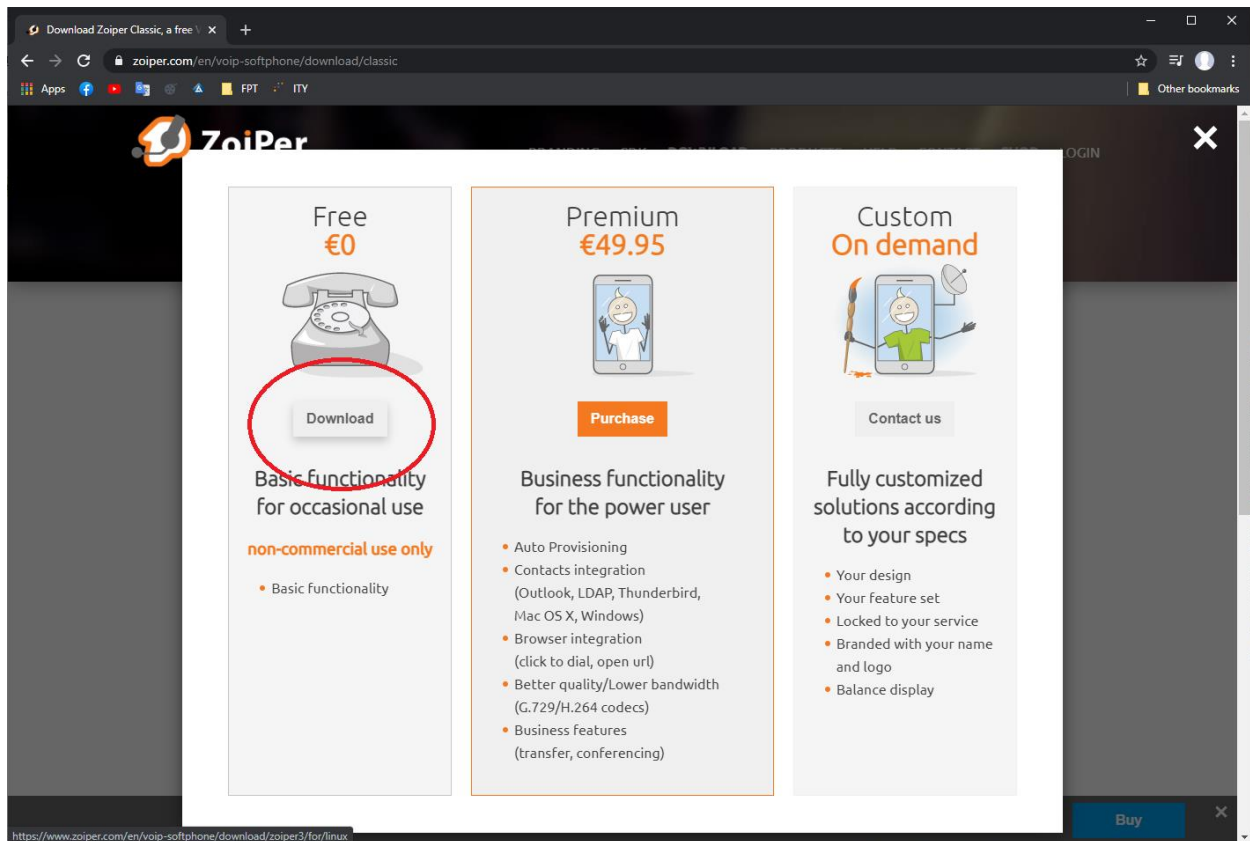 Download Zoiper Classic, a free V
zoiper.com/en/voip-softphone/download/classic
Apps
FPT
ITY
Other bookmarks
ZoiPer
LOGIN
Free
€0
Download
Basic functionality
for occasional use
non-commercial use only
• Basic functionality
Premium
€49.95
Purchase
Business functionality
for the power user
• Auto Provisioning
• Contacts integration
(Outlook, LDAP, Thunderbird,
Mac OS X, Windows)
• Browser integration
(click to dial, open url)
• Better quality/Lower bandwidth
(G.729/H.264 codecs)
• Business features
(transfer, conferencing)
Custom
On demand
Contact us
Fully customized
solutions according
to your specs
• Your design
• Your feature set
• Locked to your service
• Branded with your name
and logo
• Balance display
Buy
https://www.zoiper.com/en/voip-softphone/download/zoiper3/for/linux